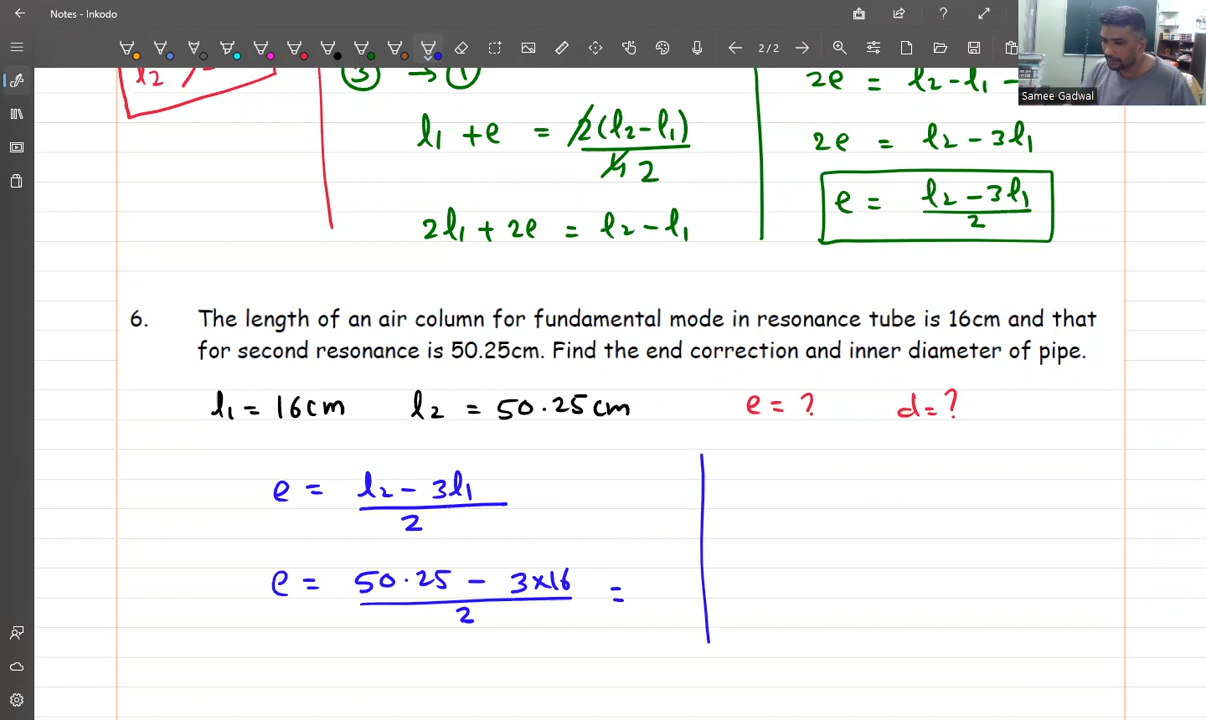 Notes - Inkodo
2/2
Samee Gadwal
l2
③ → ①
l1 + e = 2(l2 - l1) / 4 2
2l1 + 2e = l2 - l1
2e = l2 - l1 -
2e = l2 - 3l1
e = l2 - 3l1 / 2
6. The length of an air column for fundamental mode in resonance tube is 16cm and that
for second resonance is 50.25cm. Find the end correction and inner diameter of pipe.
l1 = 16cm l2 = 50.25cm e = ? d = ?
e = l2 - 3l1 / 2
e = 50.25 - 3×16 / 2 =